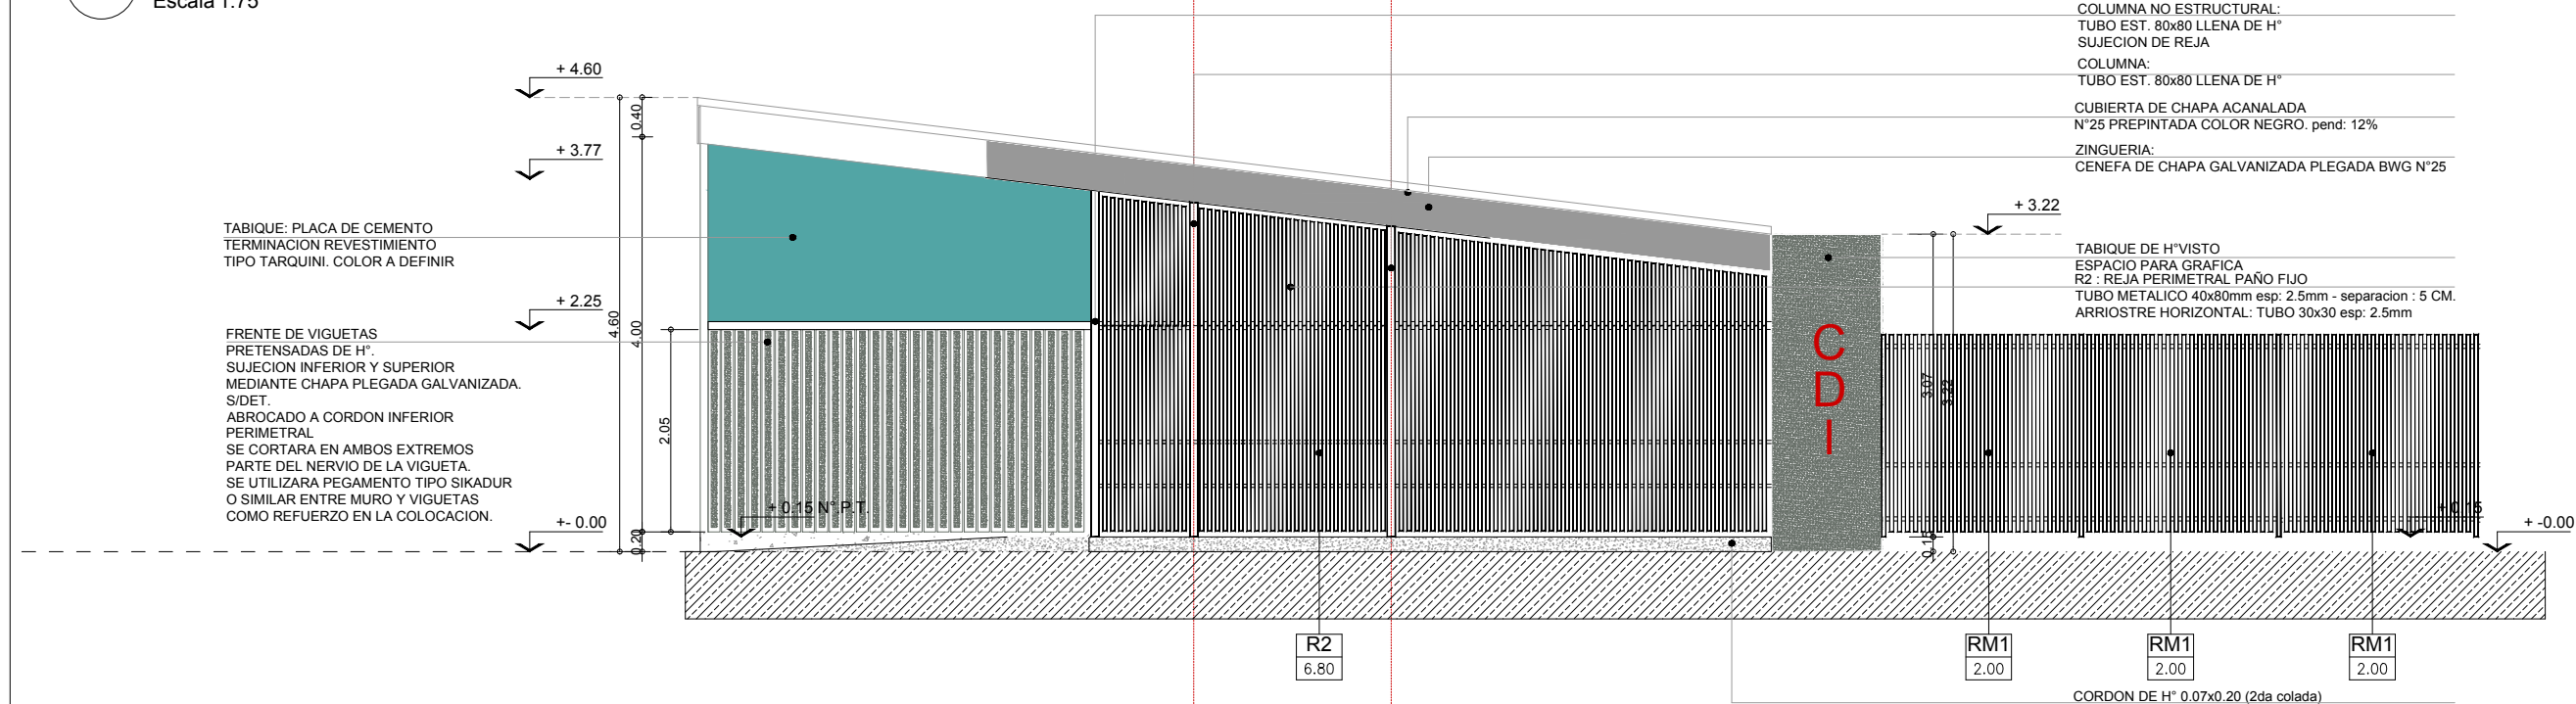 Escala 1:75
COLUMNA NO ESTRUCTURAL:
TUBO EST. 80x80 LLENA DE H°
SUJECION DE REJA
COLUMNA:
TUBO EST. 80x80 LLENA DE H°
CUBIERTA DE CHAPA ACANALADA
N°25 PREPINTADA COLOR NEGRO. pend: 12%
ZINGUERIA:
CENEFA DE CHAPA GALVANIZADA PLEGADA BWG N°25
+ 4.60
+ 3.77
+ 2.25
+- 0.00
TABIQUE: PLACA DE CEMENTO
TERMINACION REVESTIMIENTO
TIPO TARQUINI. COLOR A DEFINIR
FRENTE DE VIGUETAS
PRETENSADAS DE H°.
SUJECION INFERIOR Y SUPERIOR
MEDIANTE CHAPA PLEGADA GALVANIZADA.
S/DET.
ABROCADO A CORDON INFERIOR
PERIMETRAL
SE CORTARA EN AMBOS EXTREMOS
PARTE DEL NERVIO DE LA VIGUETA.
SE UTILIZARA PEGAMENTO TIPO SIKADUR
O SIMILAR ENTRE MURO Y VIGUETAS
COMO REFUERZO EN LA COLOCACION.
0.40
4.60
4.00
2.05
0.20
+ 0.15 N°.P.T.
C
D
I
+ 3.22
3.07
3.22
0.15
TABIQUE DE H°VISTO
ESPACIO PARA GRAFICA
R2 : REJA PERIMETRAL PAÑO FIJO
TUBO METALICO 40x80mm esp: 2.5mm - separacion : 5 CM.
ARRIOSTRE HORIZONTAL: TUBO 30x30 esp: 2.5mm
+ 0.15
+ -0.00
R2
6.80
RM1
2.00
RM1
2.00
RM1
2.00
CORDON DE H° 0.07x0.20 (2da colada)